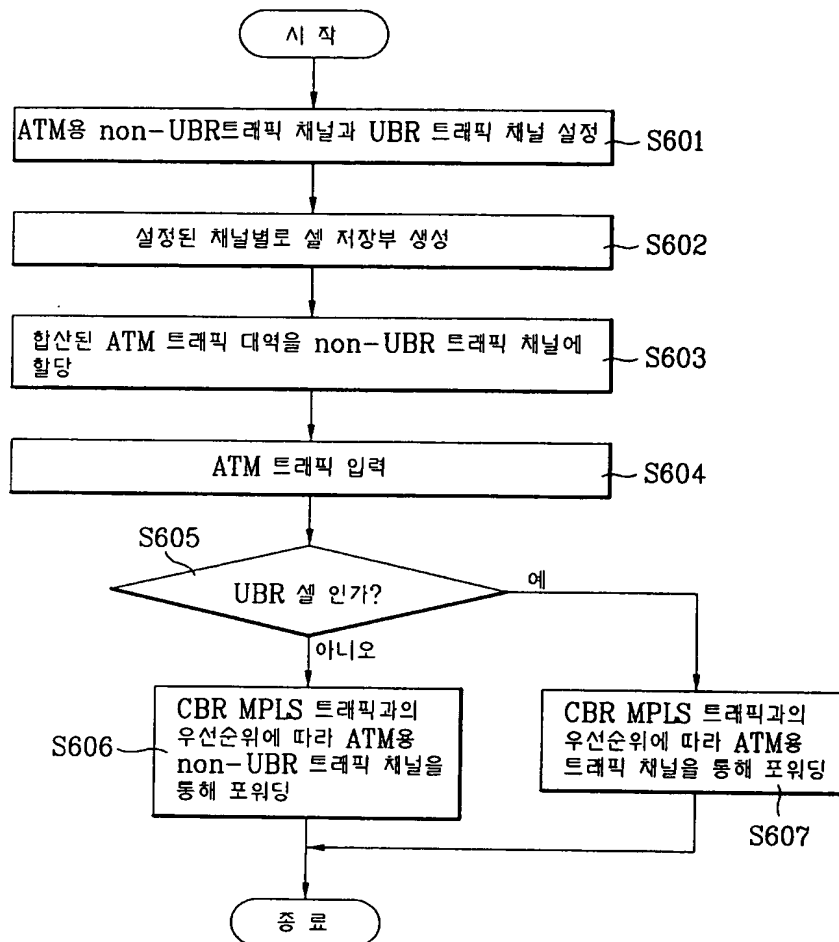 시 작
ATM용 non-UBR트래픽 채널과 UBR 트래픽 채널 설정
S601
설정된 채널별로 셀 저장부 생성
S602
합산된 ATM 트래픽 대역을 non-UBR 트래픽 채널에
할당
S603
ATM 트래픽 입력
S604
S605
UBR 셀 인가?
예
아니오
CBR MPLS 트래픽과의
우선순위에 따라 ATM용
non-UBR 트래픽 채널을
통해 포워딩
S606
CBR MPLS 트래픽과의
우선순위에 따라 ATM용
트래픽 채널을 통해 포워딩
S607
종 료